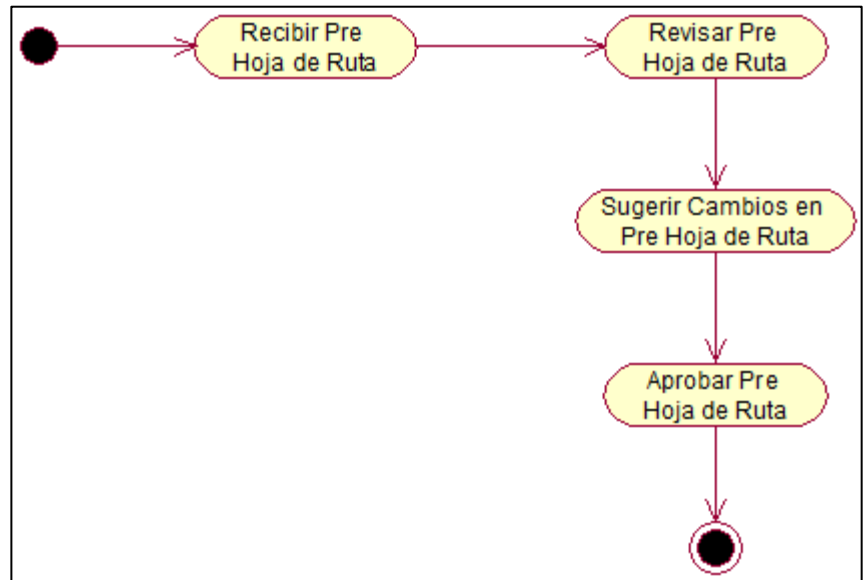 Recibir Pre
Hoja de Ruta
Revisar Pre
Hoja de Ruta
Sugerir Cambios en
Pre Hoja de Ruta
Aprobar Pre
Hoja de Ruta